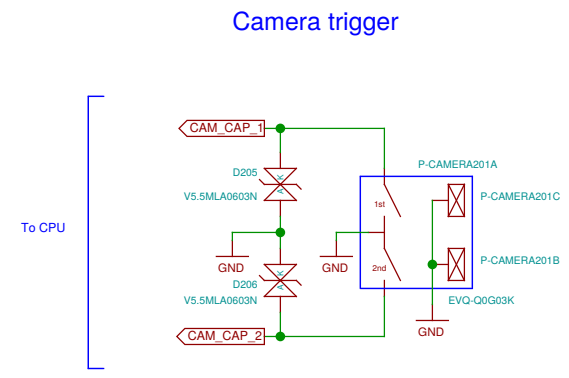 Camera trigger
CAM_CAP_1
P-CAMERA201A
D205
A K
V5.5MLA0603N
1st
P-CAMERA201C
To CPU
GND
GND
2nd
P-CAMERA201B
D206
A K
V5.5MLA0603N
EVQ-Q0G03K
GND
CAM_CAP_2